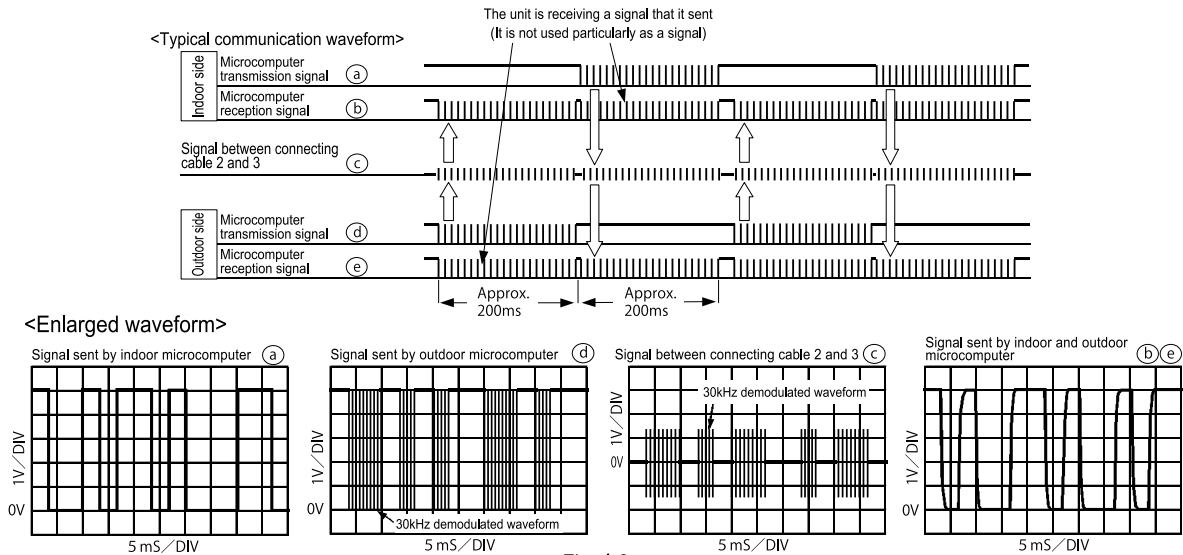 The unit is receiving a signal that it sent
(It is not used particularly as a signal)
<Typical communication waveform>
Indoor side
Microcomputer
transmission signal
a
Microcomputer
reception signal
b
Signal between connecting
cable 2 and 3
c
Outdoor side
Microcomputer
transmission signal
d
Microcomputer
reception signal
e
Approx.
200ms
Approx.
200ms
<Enlarged waveform>
Signal sent by indoor microcomputer a
1V/DIV
0V
5 mS/DIV
Signal sent by outdoor microcomputer d
1V/DIV
0V
30kHz demodulated waveform
5 mS/DIV
Signal between connecting cable 2 and 3 c
30kHz demodulated waveform
1V/DIV
0V
5 mS/DIV
Signal sent by indoor and outdoor
microcomputer b e
1V/DIV
0V
5 mS/DIV